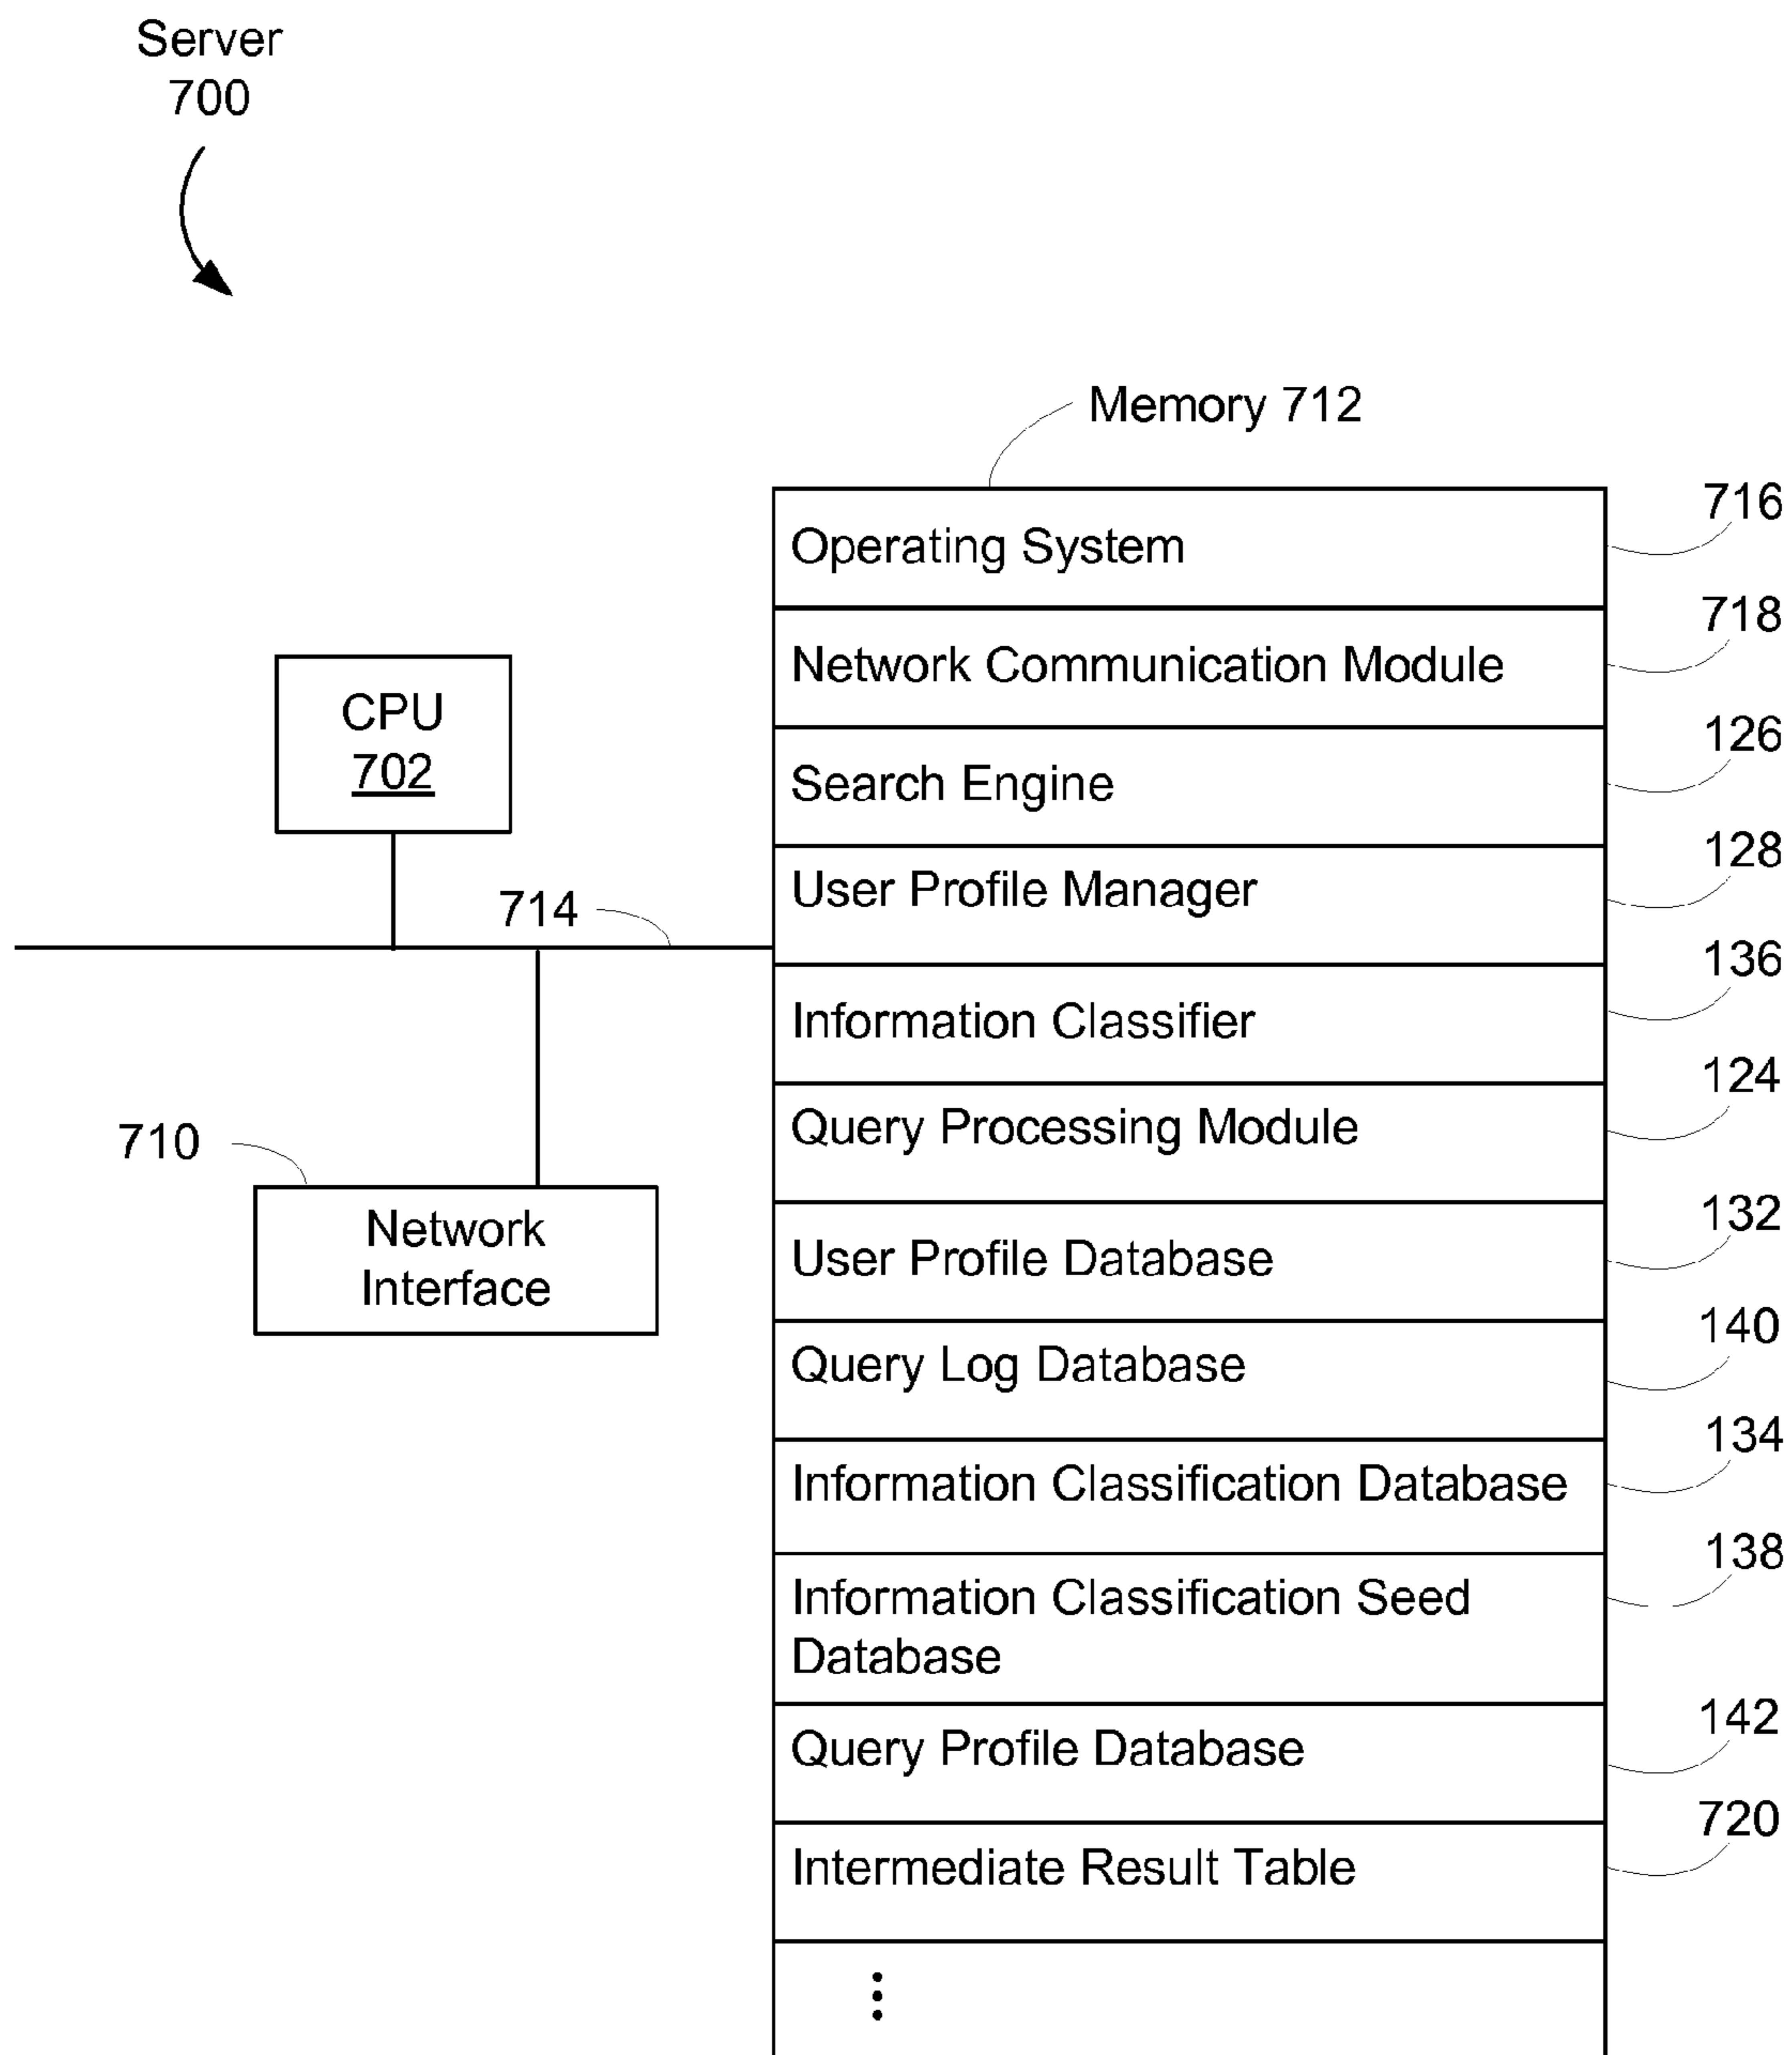 Server
700
Memory 712
Operating System
716
Network Communication Module
718
Search Engine
126
User Profile Manager
128
Information Classifier
136
Query Processing Module
124
User Profile Database
132
Query Log Database
140
Information Classification Database
134
Information Classification Seed
Database
138
Query Profile Database
142
Intermediate Result Table
720
CPU
702
714
710
Network
Interface